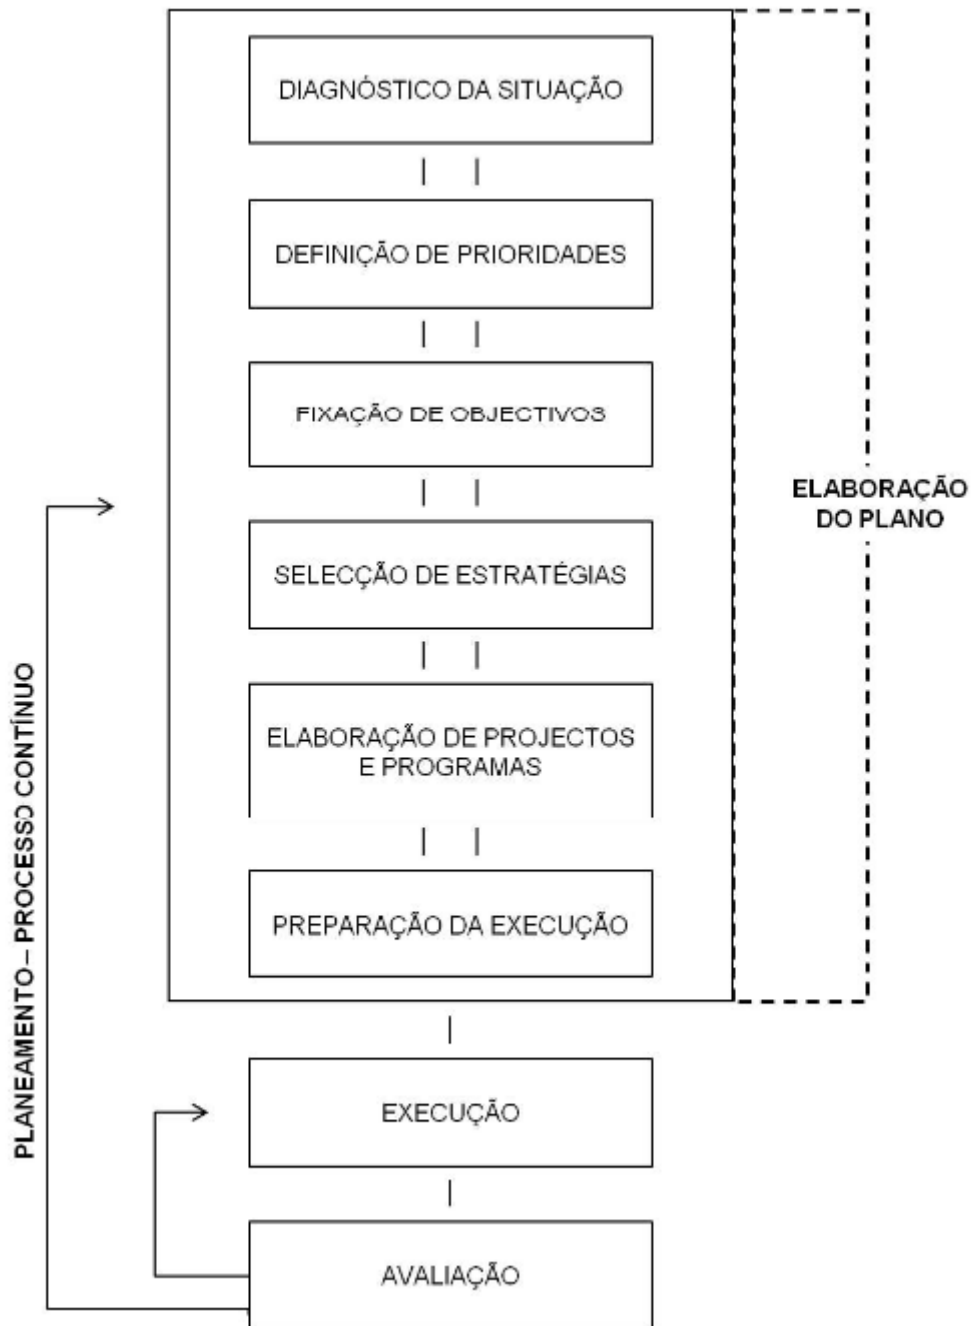 DIAGNÓSTICO DA SITUAÇÃO
DEFINIÇÃO DE PRIORIDADES
FIXAÇÃO DE OBJECTIVOS
SELECÇÃO DE ESTRATÉGIAS
ELABORAÇÃO DE PROJECTOS
E PROGRAMAS
PREPARAÇÃO DA EXECUÇÃO
ELABORAÇÃO
DO PLANO
EXECUÇÃO
AVALIAÇÃO
PLANEAMENTO – PROCESSO CONTÍNUO